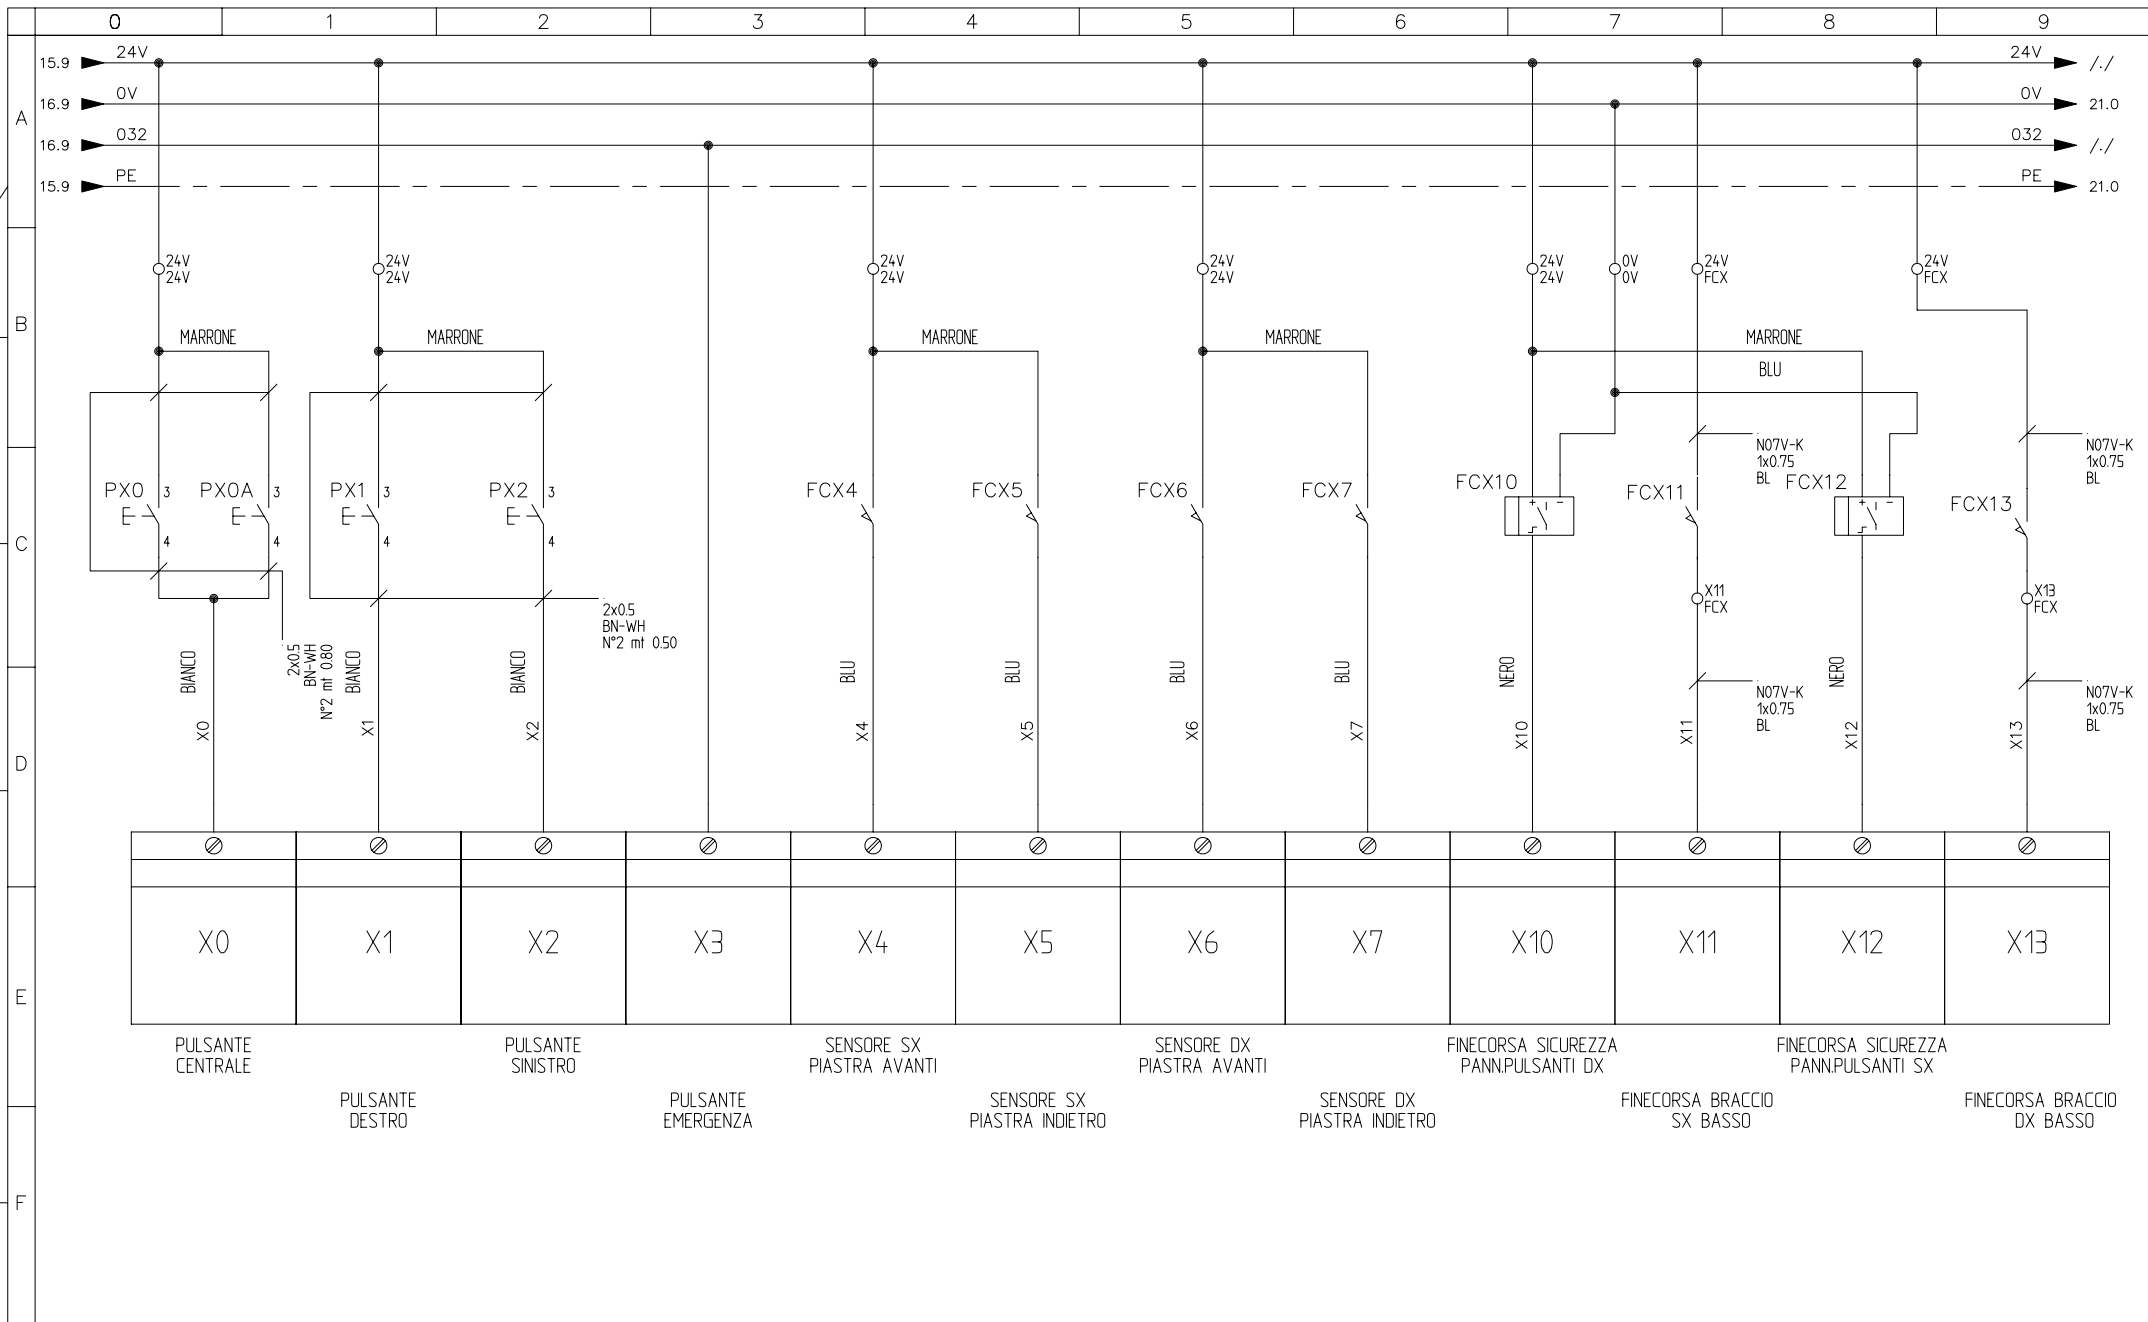 0 1 2 3 4 5 6 7 8 9
A
B
C
D
E
F
15.9 24V 24V /./
16.9 0V 0V 21.0
16.9 032 032 /./
15.9 PE PE 21.0
24V
24V
24V
24V
24V
24V
24V
24V
24V
24V
0V
0V
24V
FCX
24V
FCX
MARRONE
MARRONE
MARRONE
MARRONE
MARRONE
BLU
N07V-K
1x0.75
BL
N07V-K
1x0.75
BL
PX0 3
4
PX0A 3
4
PX1 3
4
PX2 3
4
FCX4
FCX5
FCX6
FCX7
FCX10
+ -
FCX11
FCX12
+ -
FCX13
X11
FCX
X13
FCX
2x0.5
BN-WH
N°2 mt 0.80
2x0.5
BN-WH
N°2 mt 0.50
BIANCO
BIANCO
BIANCO
BLU
BLU
BLU
BLU
NERO
NERO
N07V-K
1x0.75
BL
N07V-K
1x0.75
BL
X0
X1
X2
X4
X5
X6
X7
X10
X11
X12
X13
X0 X1 X2 X3 X4 X5 X6 X7 X10 X11 X12 X13
PULSANTE
CENTRALE
PULSANTE
DESTRO
PULSANTE
SINISTRO
PULSANTE
EMERGENZA
SENSORE SX
PIASTRA AVANTI
SENSORE SX
PIASTRA INDIETRO
SENSORE DX
PIASTRA AVANTI
SENSORE DX
PIASTRA INDIETRO
FINECORSA SICUREZZA
PANN.PULSANTI DX
FINECORSA BRACCIO
SX BASSO
FINECORSA SICUREZZA
PANN.PULSANTI SX
FINECORSA BRACCIO
DX BASSO